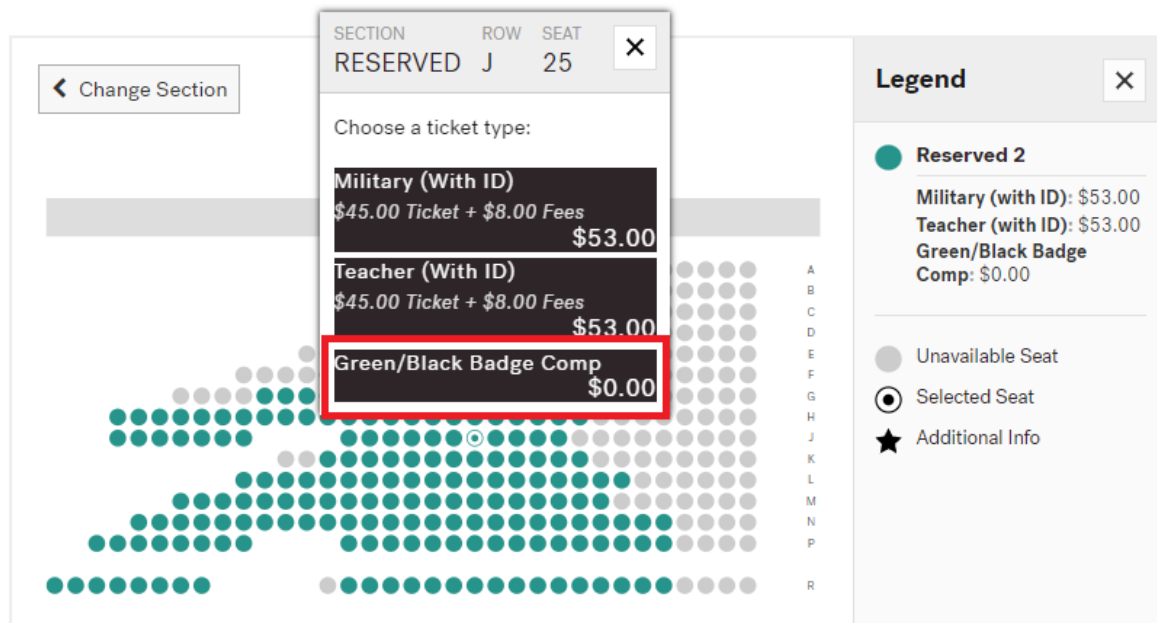 SECTION ROW SEAT
RESERVED J 25
Change Section
Choose a ticket type:
Military (With ID)
$45.00 Ticket + $8.00 Fees
$53.00
Teacher (With ID)
$45.00 Ticket + $8.00 Fees
$53.00
Green/Black Badge Comp
$0.00
A
B
C
D
E
F
G
H
J
K
L
M
N
P
R
Legend
Reserved 2
Military (with ID): $53.00
Teacher (with ID): $53.00
Green/Black Badge
Comp: $0.00
Unavailable Seat
Selected Seat
Additional Info